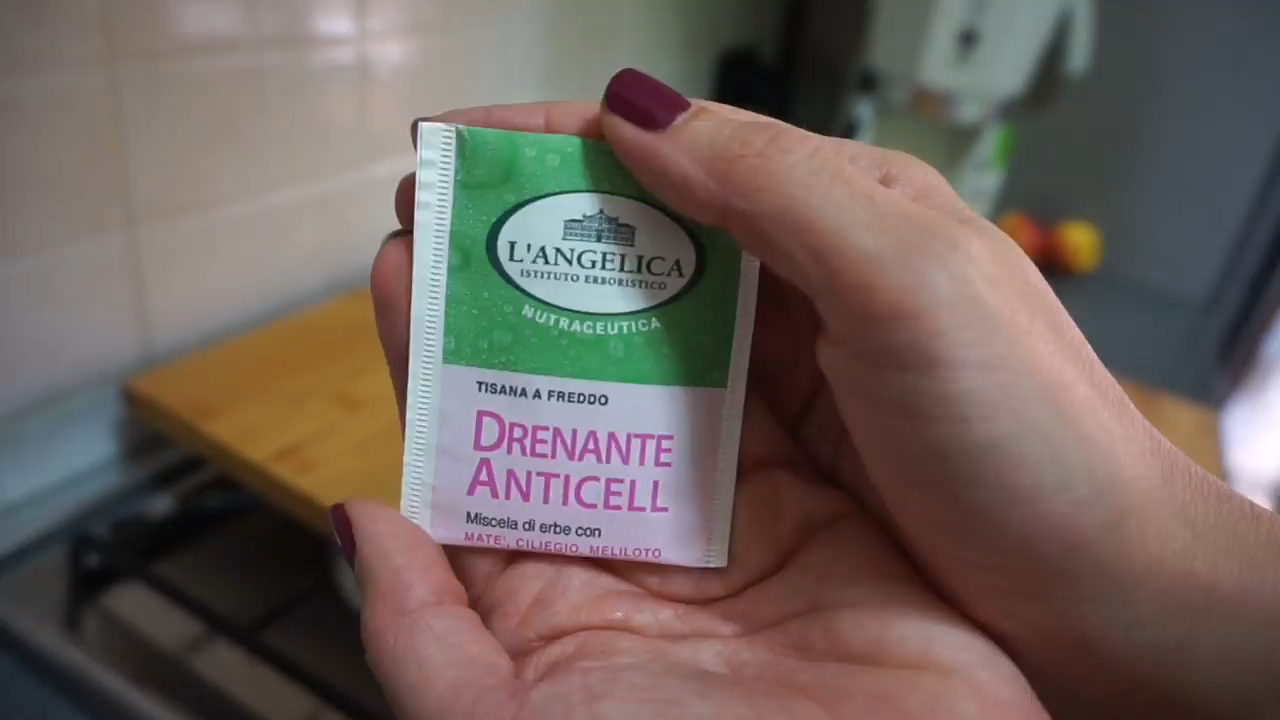 L'ANGELICA
ISTITUTO ERBORISTICO
NUTRACEUTICA
TISANA A FREDDO
DRENANTE
ANTICELL
Miscela di erbe con
MATE', CILIEGIO, MELILOTO